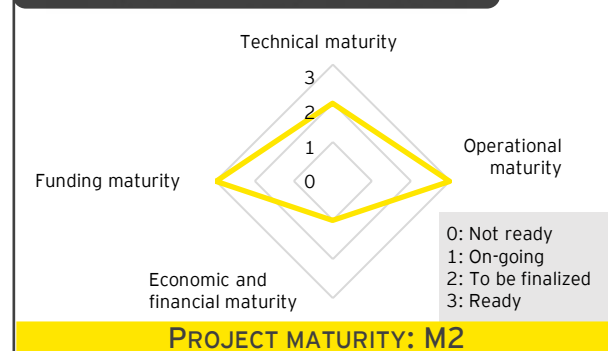 Technical maturity
3
2
1
0
Operational
maturity
Funding maturity
Economic and
financial maturity
0: Not ready
1: On-going
2: To be finalized
3: Ready
PROJECT MATURITY: M2